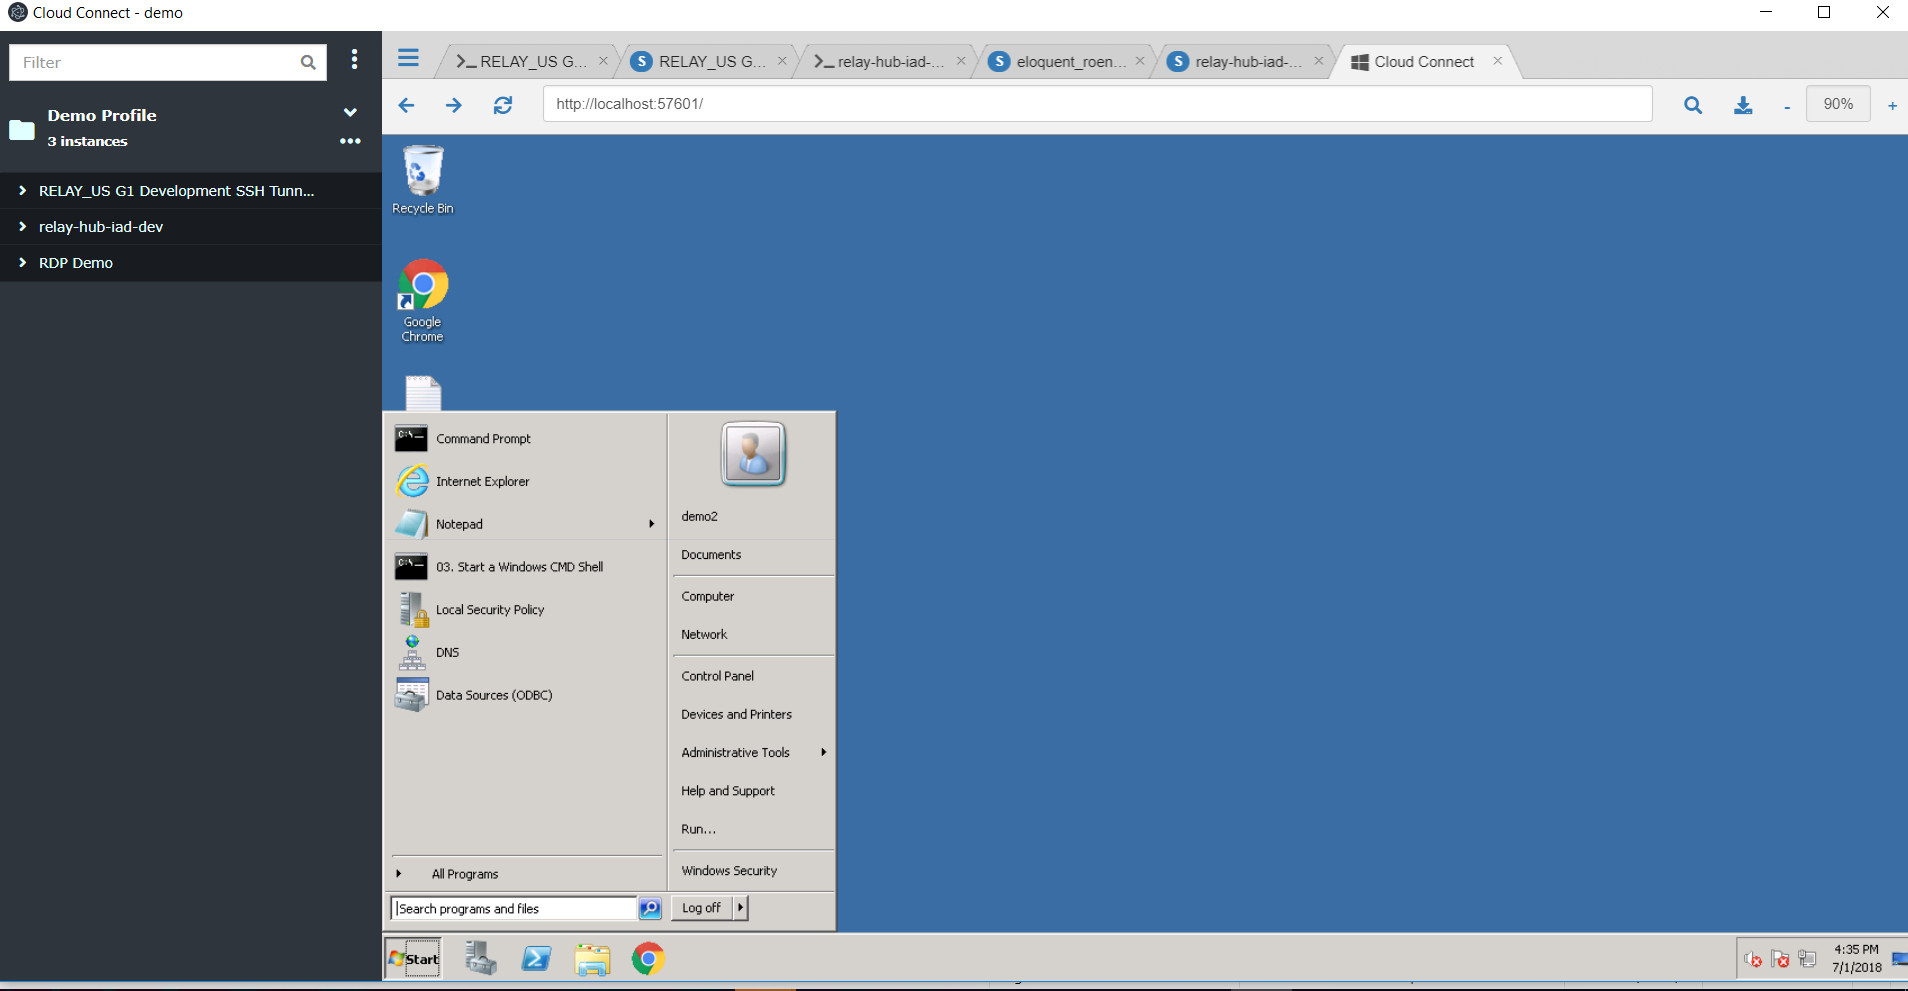 Cloud Connect - demo
Filter
Demo Profile
3 instances
RELAY_US G1 Development SSH Tunn...
relay-hub-iad-dev
RDP Demo
RELAY_US G...
RELAY_US G...
relay-hub-iad-...
eloquent_roen...
relay-hub-iad-...
Cloud Connect
http://localhost:57601/
- 90% +
Recycle Bin
Google
Chrome
Command Prompt
Internet Explorer
Notepad
03. Start a Windows CMD Shell
Local Security Policy
DNS
Data Sources (ODBC)
All Programs
Search programs and files
demo2
Documents
Computer
Network
Control Panel
Devices and Printers
Administrative Tools
Help and Support
Run...
Windows Security
Log off
Start
4:35 PM
7/1/2018